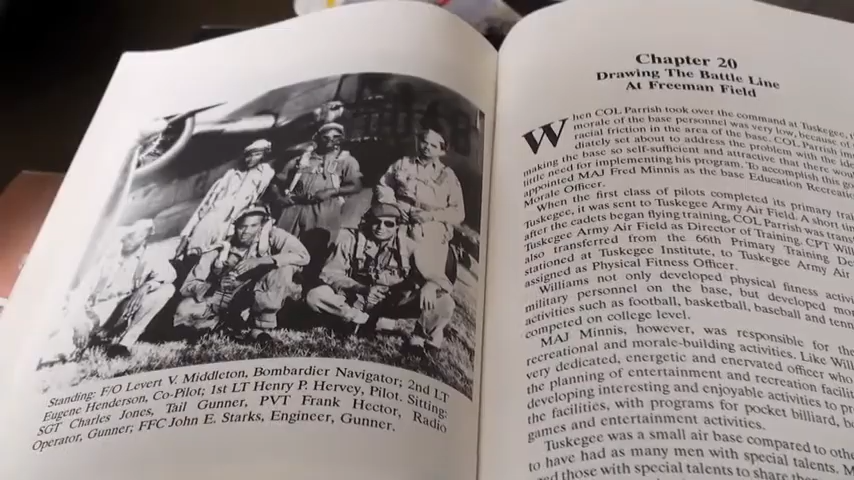 Standing: F/O Levert V. Middleton, Bombardier Navigator; 2nd LT
Eugene Henderson, Co-Pilot; 1st LT Henry P. Hervey, Pilot. Sitting:
SGT Charles Jones, Tail Gunner, PVT Frank Hector, Radio
Operator, Gunner; FFC John E. Starks, Engineer, Gunner.
Chapter 20
Drawing The Battle Line
At Freeman Field
When COL Parrish took over the command at Tuskegee, the
morale of the base personnel was very low, because of
racial friction in the area of the base. COL Parrish
diately set about to address the problem with the
making the base so self-sufficient and attractive that there would
little need for implementing his program. To accomplish this
appointed MAJ Fred Minnis as the base Education Recreation
Morale Officer.
When the first class of pilots completed its primary
Tuskegee, it was sent to Tuskegee Army Air Field. A short
after the cadets began flying training, COL Parrish was
Tuskegee Army Air Field as Director of Training. CPT
also transferred from the 66th Primary Training
stationed at Tuskegee Institute, to Tuskegee Army Air
assigned as Physical Fitness Officer.
Williams not only developed physical fitness
military personnel on the base, but developed
activities such as football, basketball, baseball and
competed on college level.
MAJ Minnis, however, was responsible for the
recreational and morale-building activities. Like
very dedicated, energetic and enervated officer who
the planning of entertainment and recreation
developing interesting and enjoyable activities to
the facilities, with programs for pocket billiard,
games and entertainment activities.
Tuskegee was a small air base compared to
to have had as many men with special talents.
and those with special talents to share